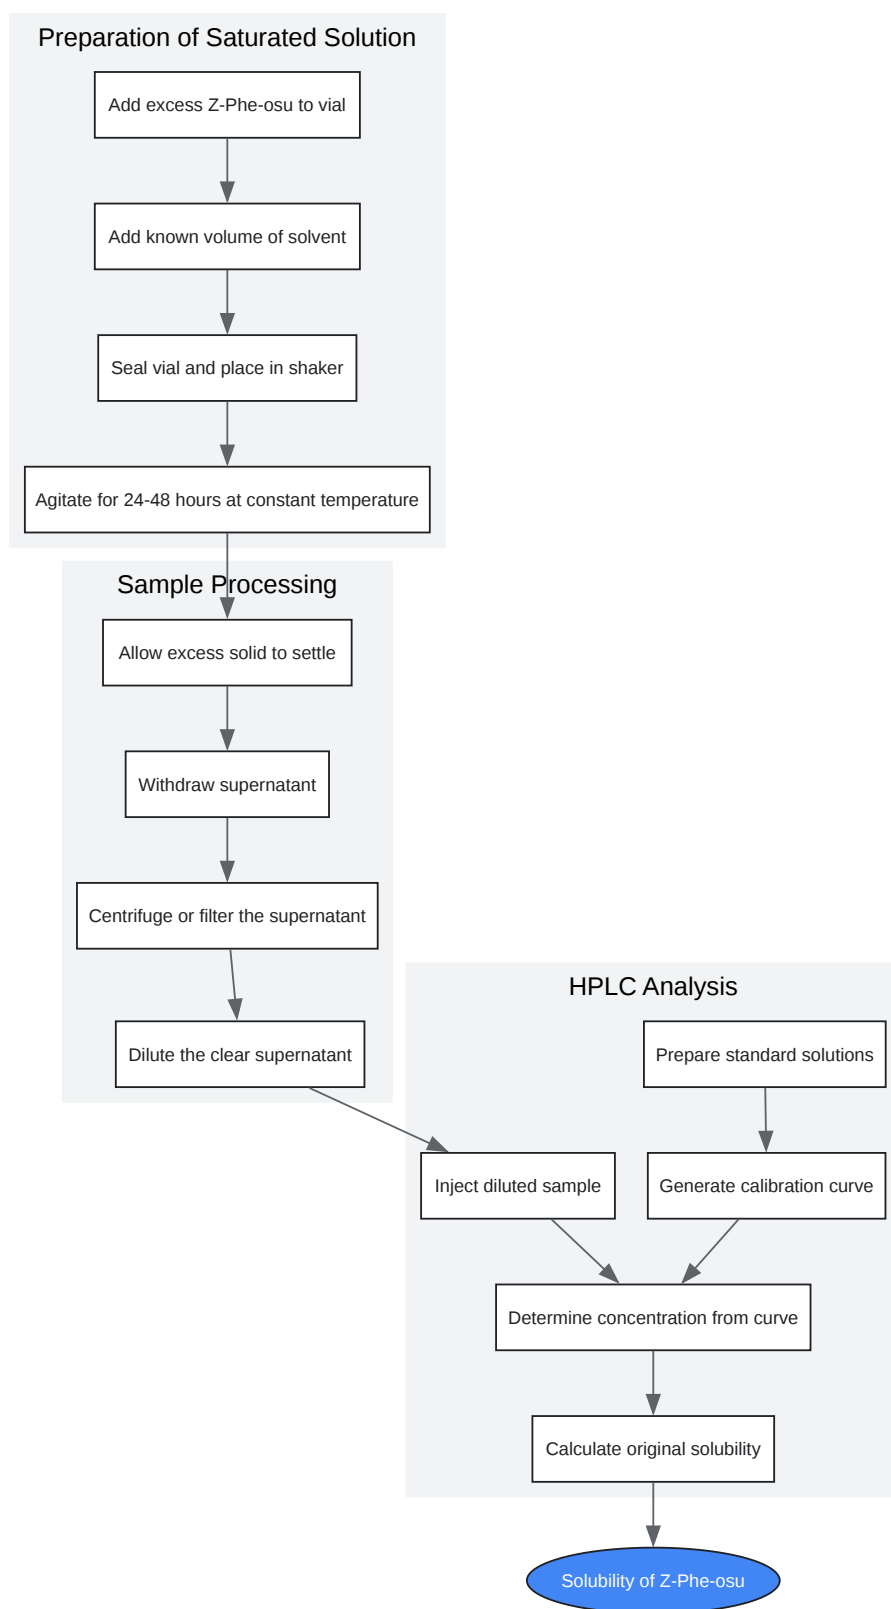 Preparation of Saturated Solution
Add excess Z-Phe-osu to vial
Add known volume of solvent
Seal vial and place in shaker
Agitate for 24-48 hours at constant temperature
Sample Processing
Allow excess solid to settle
Withdraw supernatant
Centrifuge or filter the supernatant
Dilute the clear supernatant
HPLC Analysis
Prepare standard solutions
Inject diluted sample
Generate calibration curve
Determine concentration from curve
Calculate original solubility
Solubility of Z-Phe-osu